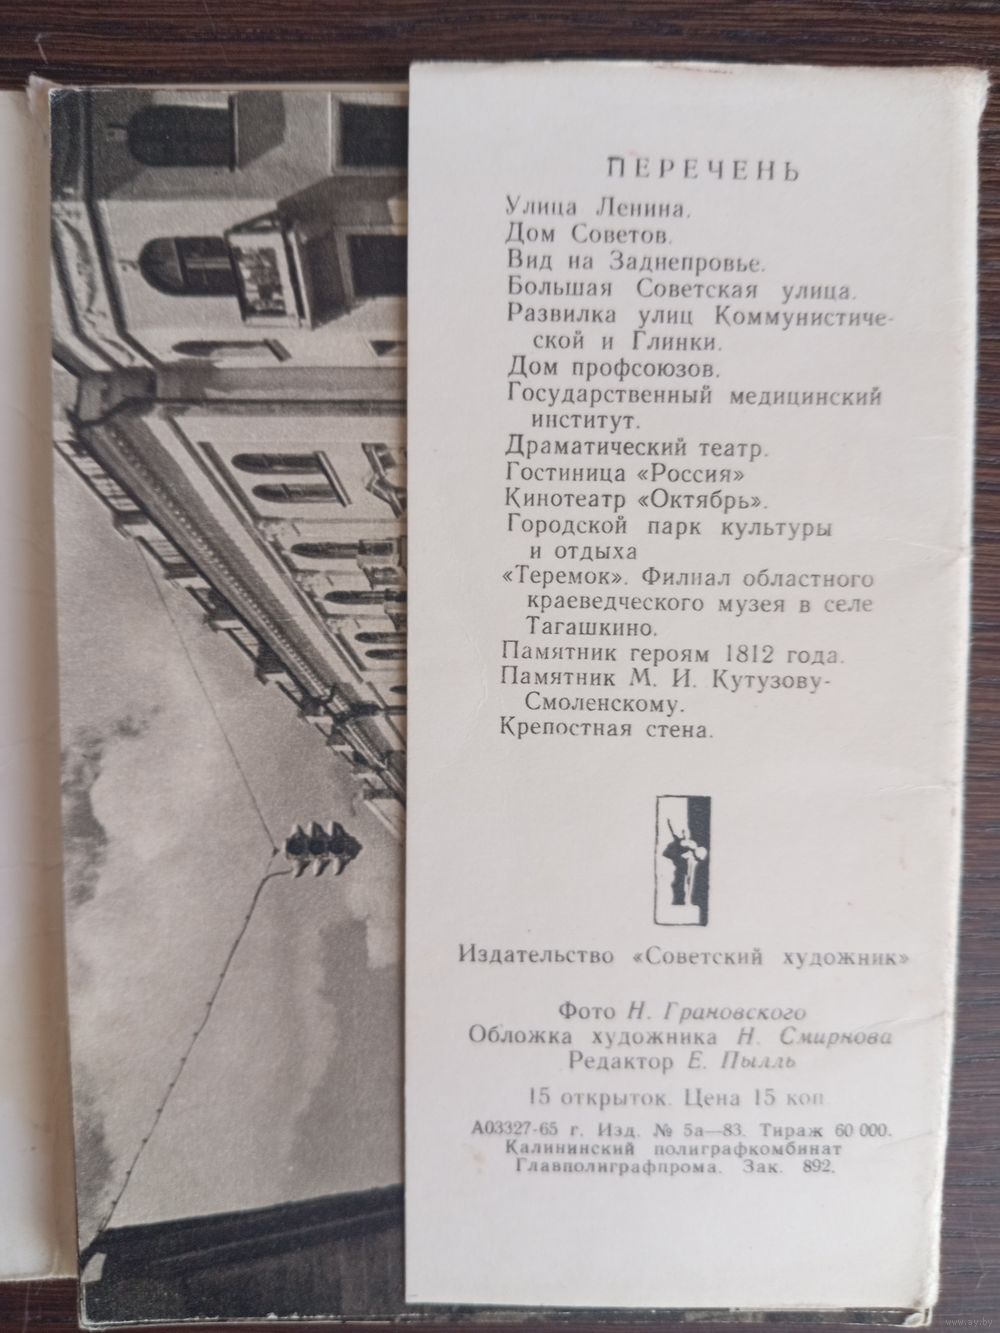 ПЕРЕЧЕНЬ
Улица Ленина.
Дом Советов.
Вид на Заднепровье.
Большая Советская улица.
Развилка улиц Коммунистиче-
ской и Глинки.
Дом профсоюзов.
Государственный медицинский
институт.
Драматический театр.
Гостиница «Россия»
Кинотеатр «Октябрь».
Городской парк культуры
и отдыха
«Теремок». Филиал областного
краеведческого музея в селе
Тагашкино.
Памятник героям 1812 года.
Памятник М. И. Кутузову-
Смоленскому.
Крепостная стена.
Издательство «Советский художник»
Фото Н. Грановского
Обложка художника Н. Смирнова
Редактор Е. Пылль
15 открыток. Цена 15 коп.
А03327-65 г. Изд. № 5а—83. Тираж 60 000.
Калининский полиграфкомбинат
Главполиграфпрома. Зак. 892.
www.ay.by